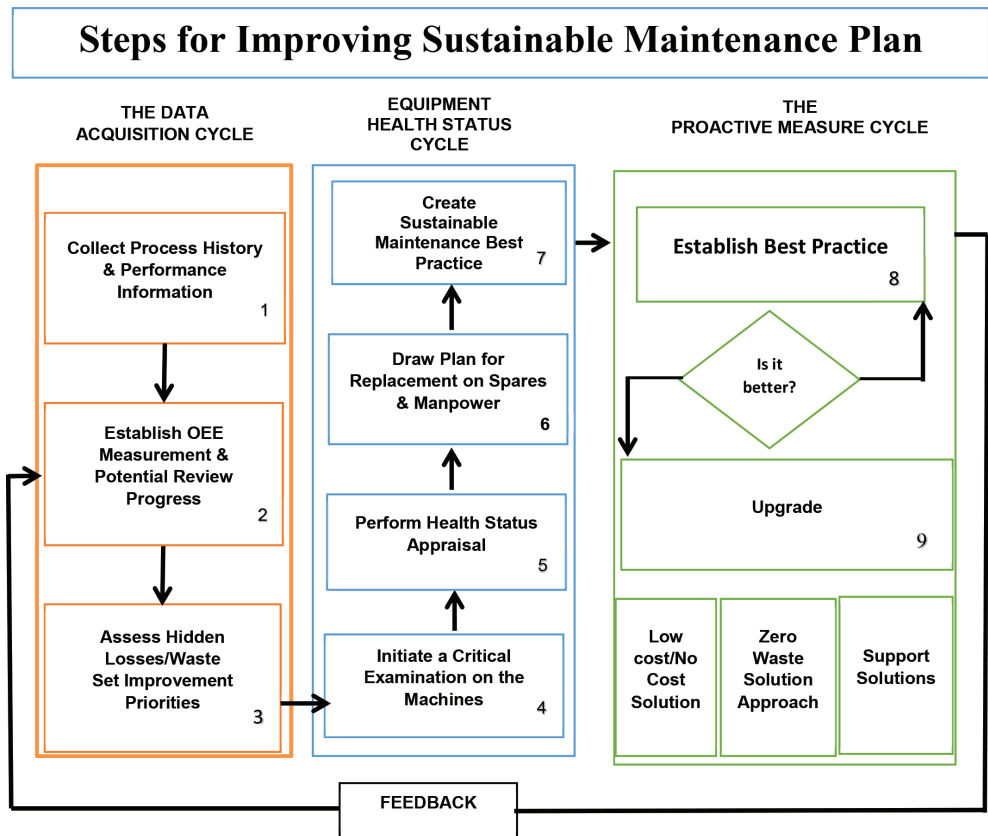 Steps for Improving Sustainable Maintenance Plan
THE DATA
ACQUISITION CYCLE
Collect Process History
& Performance
Information
1
Establish OEE
Measurement &
Potential Review
Progress
2
Assess Hidden
Losses/Waste
Set Improvement
Priorities
3
EQUIPMENT
HEALTH STATUS
CYCLE
Create
Sustainable
Maintenance Best
Practice
7
Draw Plan for
Replacement on Spares
& Manpower
6
Perform Health Status
Appraisal
5
Initiate a Critical
Examination on the
Machines
4
THE
PROACTIVE MEASURE CYCLE
Establish Best Practice
8
Is it
better?
Upgrade
9
Low
cost/No
Cost
Solution
Zero
Waste
Solution
Approach
Support
Solutions
FEEDBACK